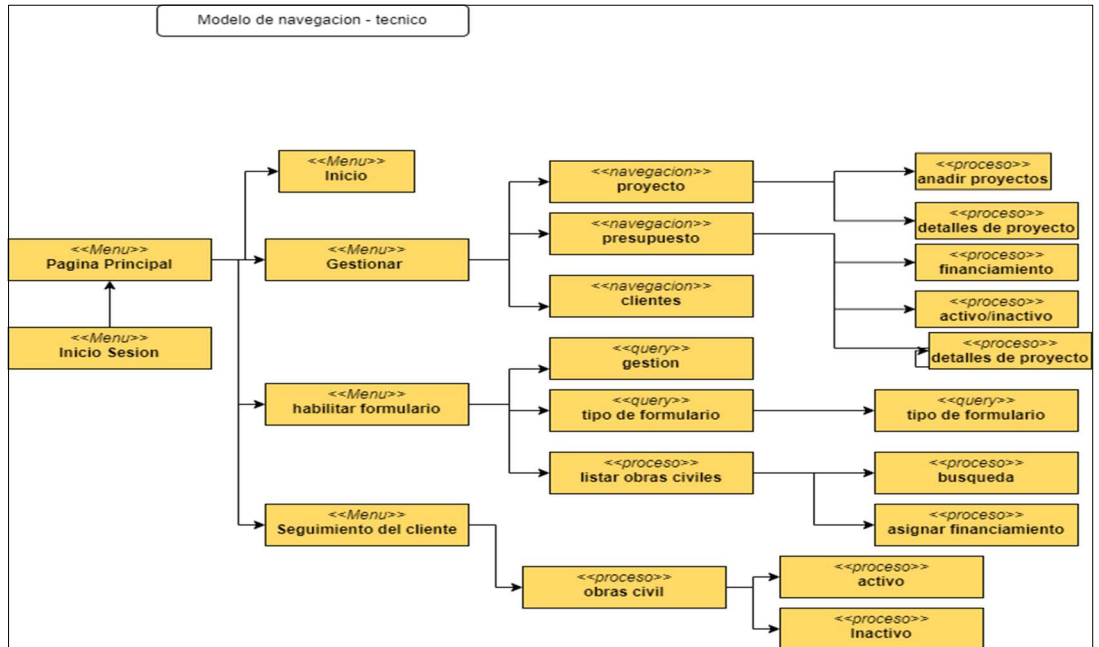 Modelo de navegacion - tecnico
<<Menu>>
Inicio
<<Menu>>
Pagina Principal
<<Menu>>
Inicio Sesion
<<Menu>>
Gestionar
<<navegacion>>
proyecto
<<navegacion>>
presupuesto
<<navegacion>>
clientes
<<proceso>>
anadir proyectos
<<proceso>>
detalles de proyecto
<<proceso>>
financiamiento
<<proceso>>
activo/inactivo
<<proceso>>
detalles de proyecto
<<Menu>>
habilitar formulario
<<query>>
gestion
<<query>>
tipo de formulario
<<query>>
tipo de formulario
<<proceso>>
listar obras civiles
<<proceso>>
busqueda
<<proceso>>
asignar financiamiento
<<Menu>>
Seguimiento del cliente
<<proceso>>
obras civil
<<proceso>>
activo
<<proceso>>
Inactivo